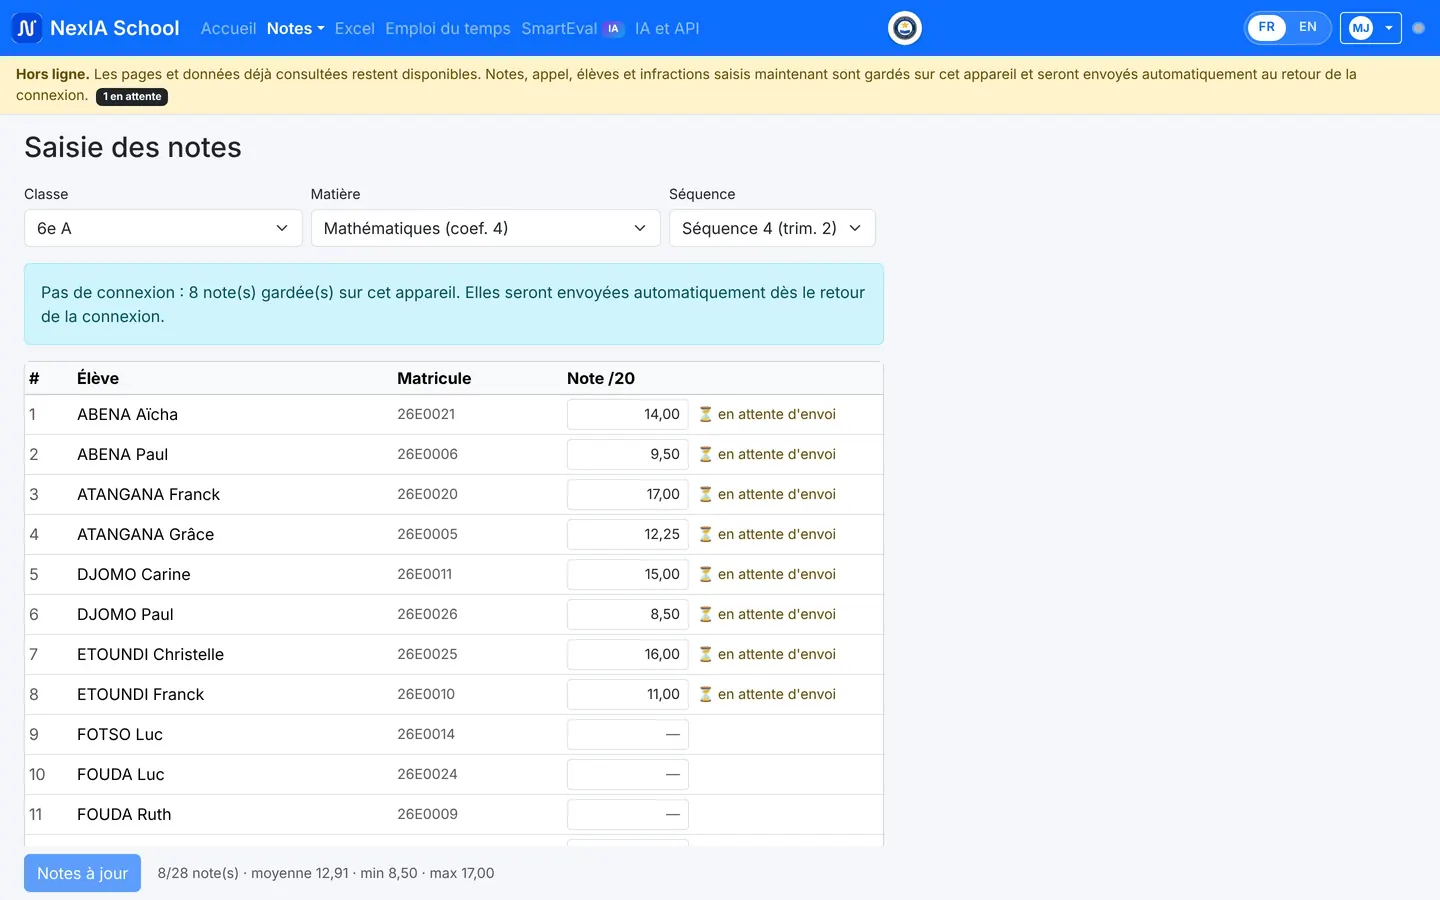 NexIA School
Accueil Notes Excel Emploi du temps SmartEval IA IA et API
FR EN MJ
Hors ligne. Les pages et données déjà consultées restent disponibles. Notes, appel, élèves et infractions saisis maintenant sont gardés sur cet appareil et seront envoyés automatiquement au retour de la
connexion. 1 en attente
Saisie des notes
Classe Matière Séquence
6e A Mathématiques (coef. 4) Séquence 4 (trim. 2)
Pas de connexion : 8 note(s) gardée(s) sur cet appareil. Elles seront envoyées automatiquement dès le retour
de la connexion.
# Élève Matricule Note /20
1 ABENA Aïcha 26E0021 14,00 ⏳ en attente d'envoi
2 ABENA Paul 26E0006 9,50 ⏳ en attente d'envoi
3 ATANGANA Franck 26E0020 17,00 ⏳ en attente d'envoi
4 ATANGANA Grâce 26E0005 12,25 ⏳ en attente d'envoi
5 DJOMO Carine 26E0011 15,00 ⏳ en attente d'envoi
6 DJOMO Paul 26E0026 8,50 ⏳ en attente d'envoi
7 ETOUNDI Christelle 26E0025 16,00 ⏳ en attente d'envoi
8 ETOUNDI Franck 26E0010 11,00 ⏳ en attente d'envoi
9 FOTSO Luc 26E0014 —
10 FOUDA Luc 26E0024 —
11 FOUDA Ruth 26E0009 —
Notes à jour 8/28 note(s) · moyenne 12,91 · min 8,50 · max 17,00